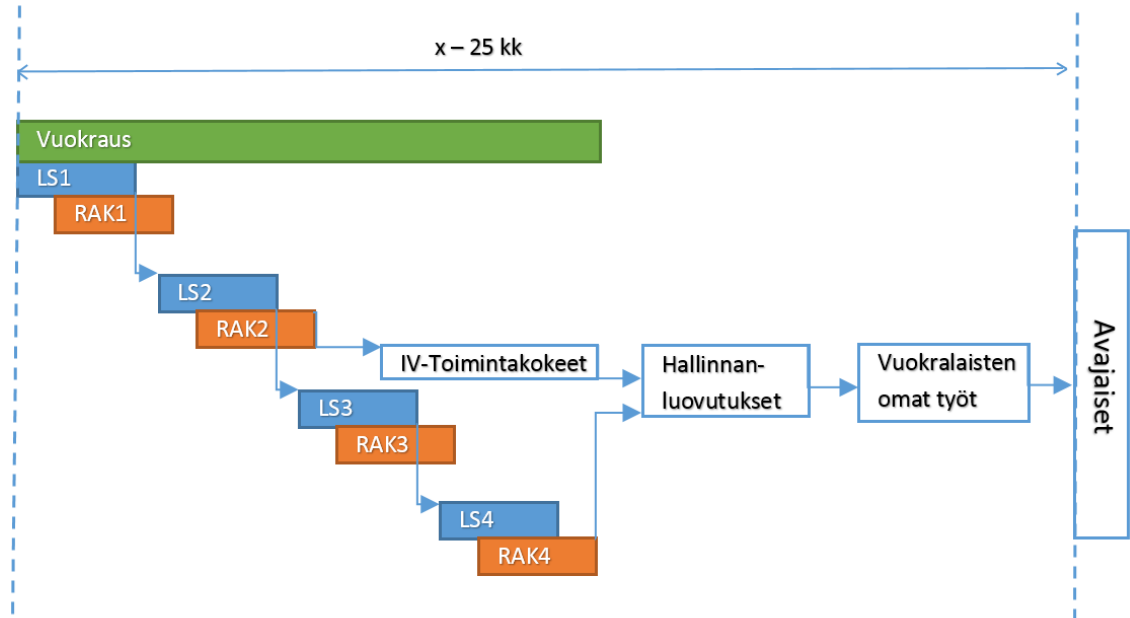 x – 25 kk
Vuokraus
LS1
RAK1
LS2
RAK2
IV-Toimintakokeet
Hallinnan-
luovutukset
Vuokralaisten
omat työt
Avajaiset
LS3
RAK3
LS4
RAK4